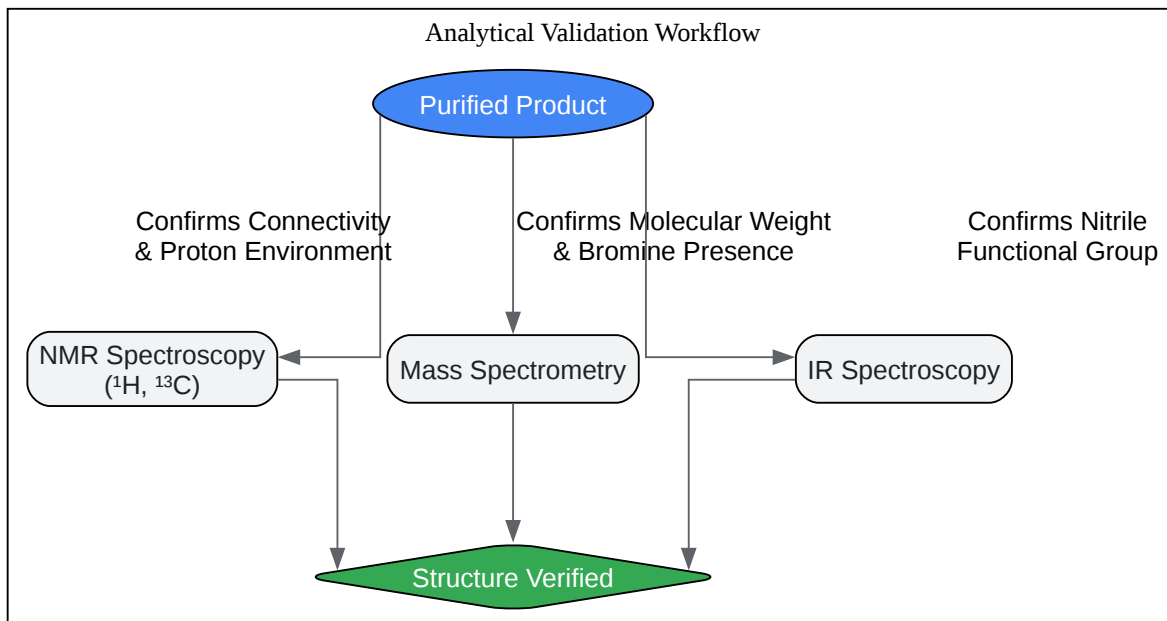 Analytical Validation Workflow
Purified Product
Confirms Connectivity
& Proton Environment
Confirms Molecular Weight
& Bromine Presence
Confirms Nitrile
Functional Group
NMR Spectroscopy
(¹H, ¹³C)
Mass Spectrometry
IR Spectroscopy
Structure Verified